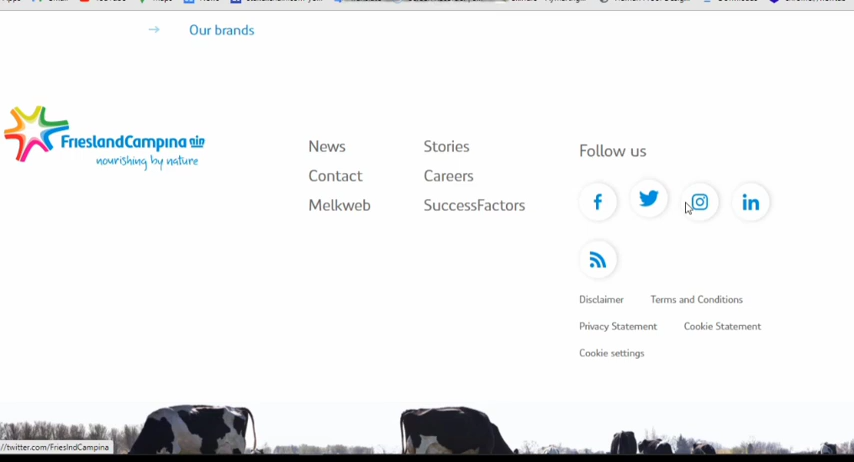 Our brands
FrieslandCampina
nourishing by nature
News
Stories
Contact
Careers
Melkweb
SuccessFactors
Follow us
in
Disclaimer
Terms and Conditions
Privacy Statement
Cookie Statement
Cookie settings
//twitter.com/FrieslndCampina